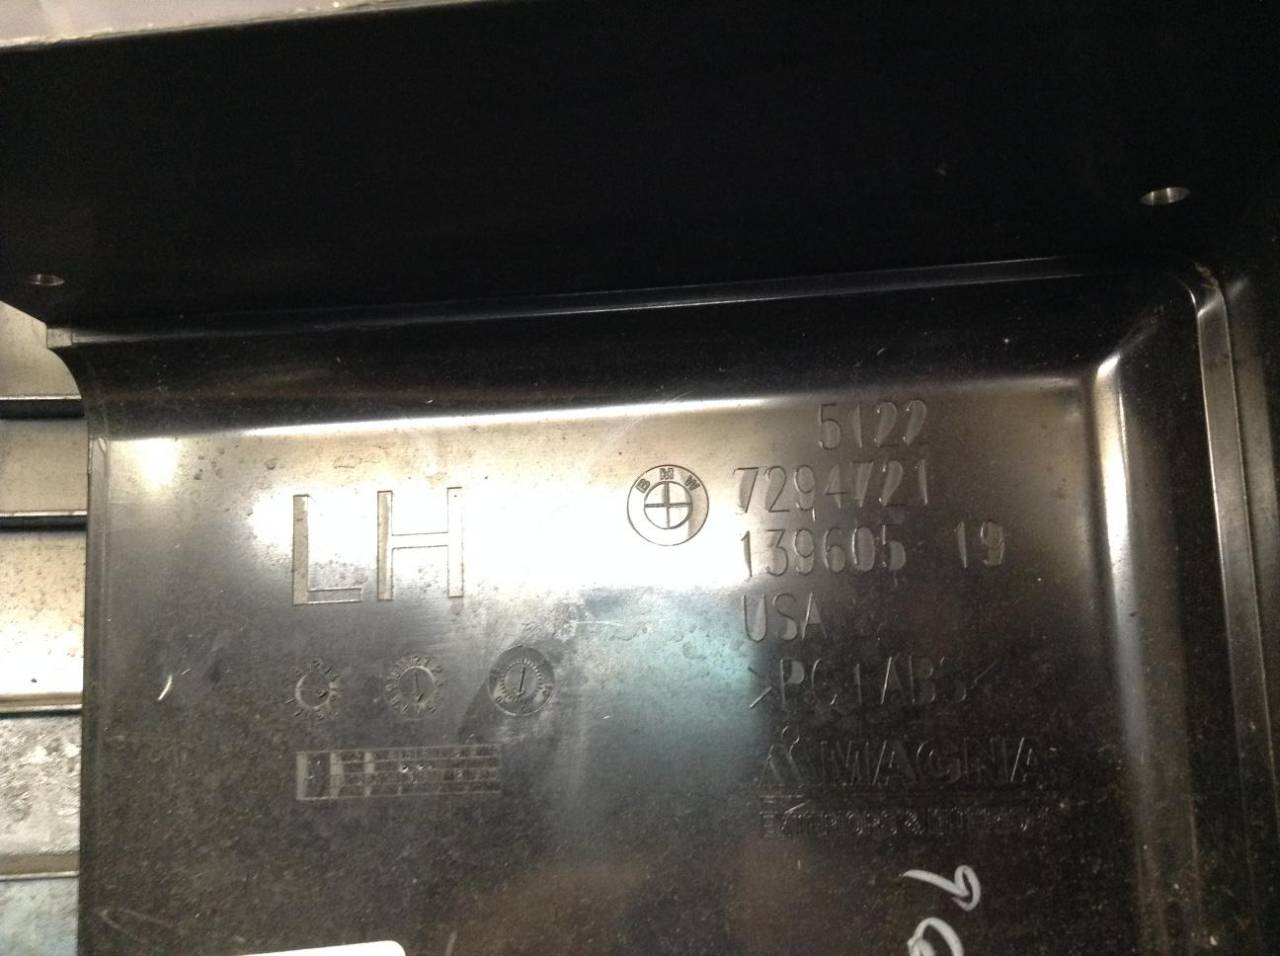 5122
LH
BMW
7294721
139605 19
USA
>PC+ABS<
MAGNA